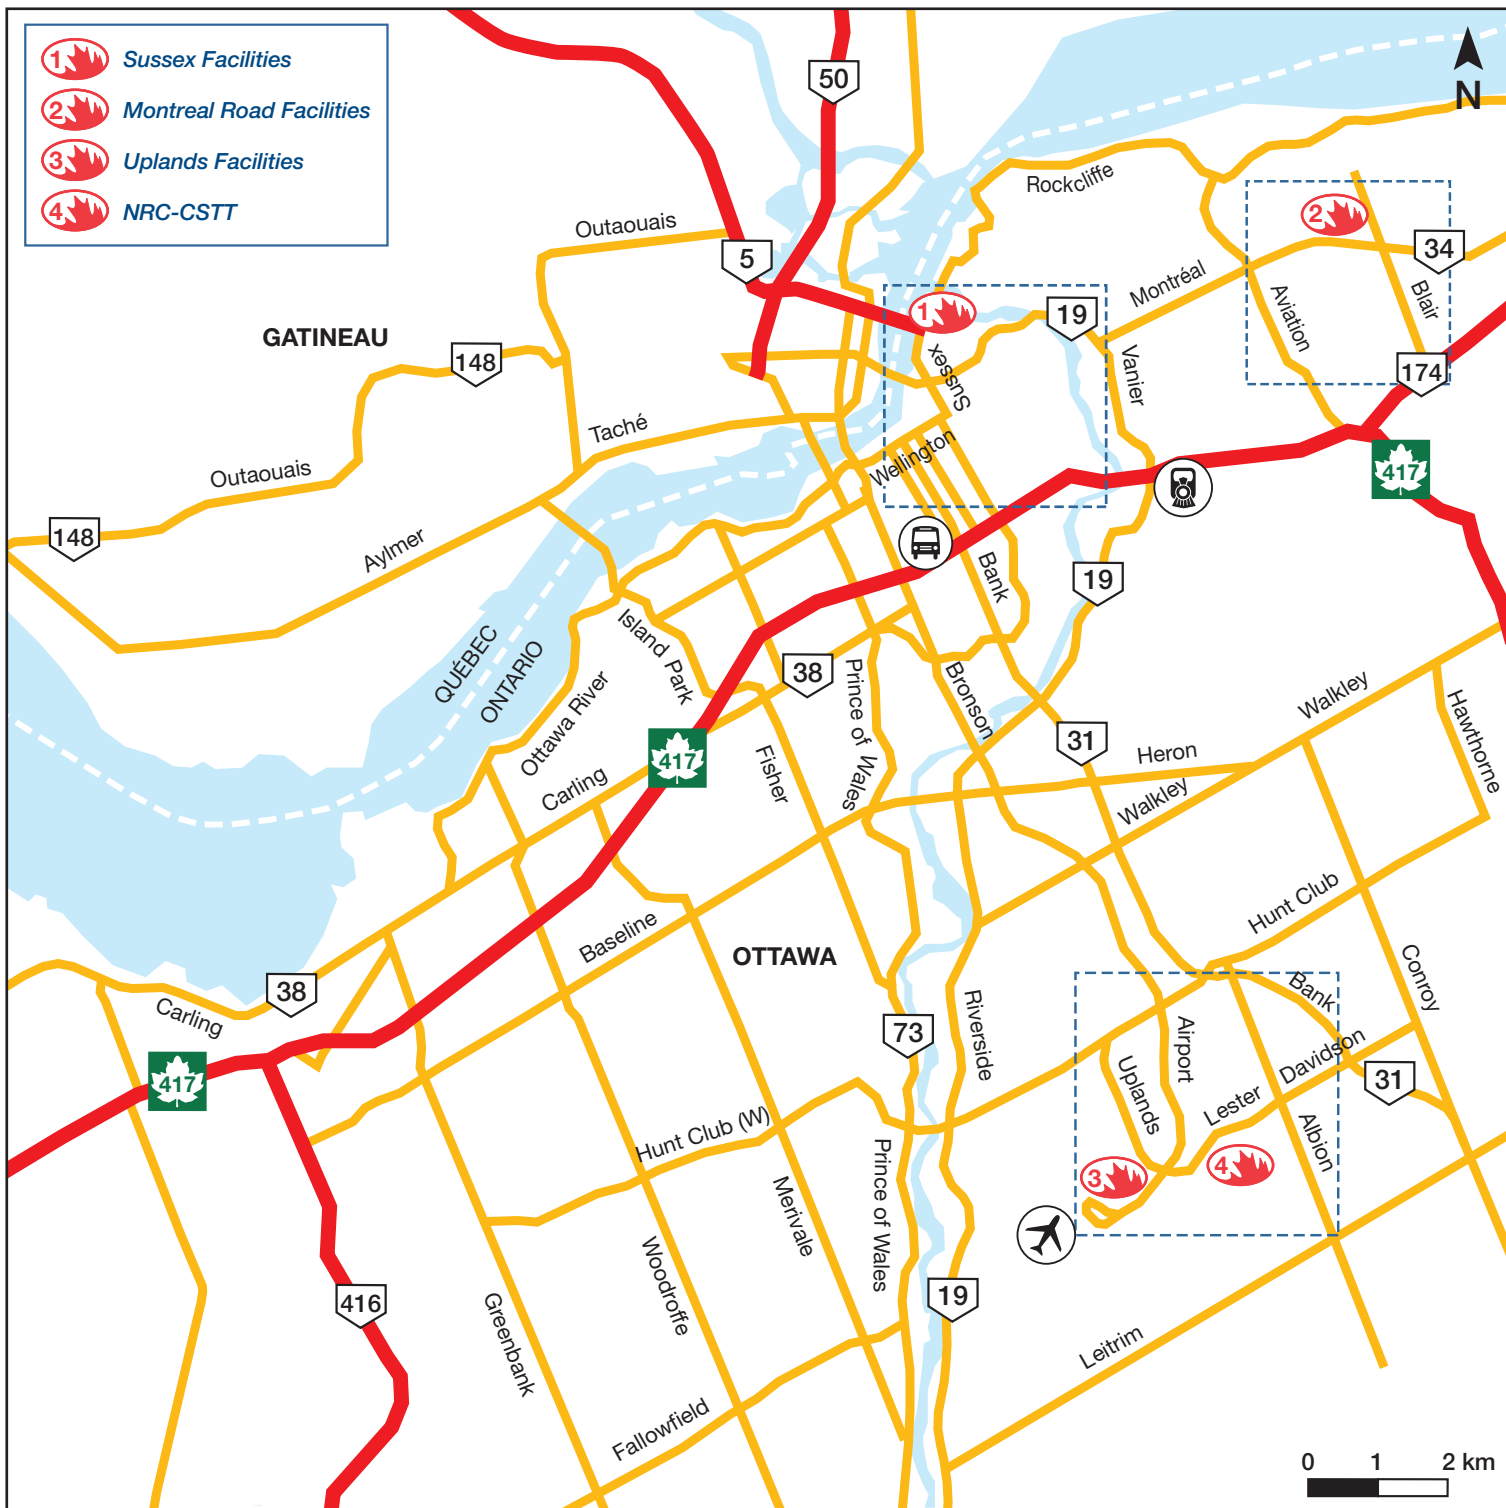 1 Sussex Facilities
2 Montreal Road Facilities
3 Uplands Facilities
4 NRC-CSTT
50
N
Rockcliffe
2
Outaouais
34
5
Montréal
Blair
1
19
Aviation
GATINEAU
148
Sussex
Vanier
174
Taché
Wellington
417
Outaouais
148
Aylmer
Bank
19
QUÉBEC
ONTARIO
Island Park
38
Prince of Wales
Bronson
Walkley
Hawthorne
Ottawa River
31
Heron
417
Fisher
Carling
Walkley
Hunt Club
Baseline
OTTAWA
38
Carling
Conroy
Bank
Riverside
73
Airport
Davidson
417
Uplands
31
Lester
Hunt Club (W)
Albion
Prince of Wales
3
4
Merivale
Woodroffe
416
19
Greenbank
Leitrim
Fallowfield
0 1 2 km